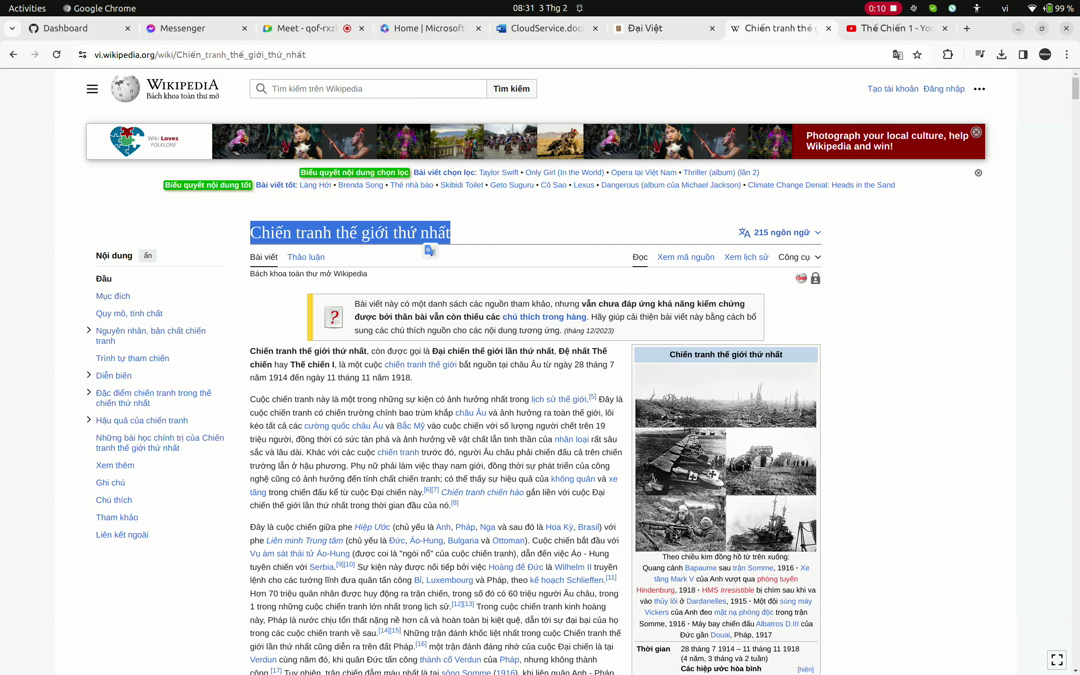 Activities Google Chrome 08:31 3 Thg 2 0:10 vi 99 %
Dashboard Messenger Meet - qof-rxz Home | Microsoft CloudService.doc Đại Việt Chiến tranh thế g Thế Chiến 1 - You
vi.wikipedia.org/wiki/Chiến_tranh_thế_giới_thứ_nhất
WIKIPEDIA
Bách khoa toàn thư mở
Tìm kiếm trên Wikipedia Tìm kiếm
Tạo tài khoản Đăng nhập
Wiki Loves
FOLKLORE
Photograph your local culture, help
Wikipedia and win!
Biểu quyết nội dung chọn lọc Bài viết chọn lọc: Taylor Swift • Only Girl (In the World) • Opera tại Việt Nam • Thriller (album) (lần 2)
Biểu quyết nội dung tốt Bài viết tốt: Làng Hới • Brenda Song • Thẻ nhà báo • Skibidi Toilet • Geto Suguru • Cỏ Sao • Lexus • Dangerous (album của Michael Jackson) • Climate Change Denial: Heads in the Sand
Chiến tranh thế giới thứ nhất
215 ngôn ngữ
Bài viết Thảo luận Đọc Xem mã nguồn Xem lịch sử Công cụ
Bách khoa toàn thư mở Wikipedia
Nội dung ẩn
Đầu
Mục đích
Quy mô, tính chất
Nguyên nhân, bản chất chiến
tranh
Trình tự tham chiến
Diễn biến
Đặc điểm chiến tranh trong thế
chiến thứ nhất
Hậu quả của chiến tranh
Những bài học chính trị của Chiến
tranh thế giới thứ nhất
Xem thêm
Ghi chú
Chú thích
Tham khảo
Liên kết ngoài
Bài viết này có một danh sách các nguồn tham khảo, nhưng vẫn chưa đáp ứng khả năng kiểm chứng
được bởi thân bài vẫn còn thiếu các chú thích trong hàng. Hãy giúp cải thiện bài viết này bằng cách bổ
sung các chú thích nguồn cho các nội dung tương ứng. (tháng 12/2023)
Chiến tranh thế giới thứ nhất, còn được gọi là Đại chiến thế giới lần thứ nhất, Đệ nhất Thế
chiến hay Thế chiến I, là một cuộc chiến tranh thế giới bắt nguồn tại châu Âu từ ngày 28 tháng 7
năm 1914 đến ngày 11 tháng 11 năm 1918.
Cuộc chiến tranh này là một trong những sự kiện có ảnh hưởng nhất trong lịch sử thế giới.[5] Đây là
cuộc chiến tranh có chiến trường chính bao trùm khắp châu Âu và ảnh hưởng ra toàn thế giới, lôi
kéo tất cả các cường quốc châu Âu và Bắc Mỹ vào cuộc chiến với số lượng người chết trên 19
triệu người, đồng thời có sức tàn phá và ảnh hưởng về vật chất lẫn tinh thần của nhân loại rất sâu
sắc và lâu dài. Khác với các cuộc chiến tranh trước đó, người Âu châu phải chiến đấu cả trên chiến
trường lẫn ở hậu phương. Phụ nữ phải làm việc thay nam giới, đồng thời sự phát triển của công
nghệ cũng có ảnh hưởng đến tính chất chiến tranh; có thể thấy sự hiệu quả của không quân và xe
tăng trong chiến đấu kể từ cuộc Đại chiến này.[6][7] Chiến tranh chiến hào gắn liền với cuộc Đại
chiến thế giới lần thứ nhất trong thời gian đầu của nó.[8]
Đây là cuộc chiến giữa phe Hiệp Ước (chủ yếu là Anh, Pháp, Nga và sau đó là Hoa Kỳ, Brasil) với
phe Liên minh Trung tâm (chủ yếu là Đức, Áo-Hung, Bulgaria và Ottoman). Cuộc chiến bắt đầu với
Vụ ám sát thái tử Áo-Hung (được coi là "ngòi nổ" của cuộc chiến tranh), dẫn đến việc Áo - Hung
tuyên chiến với Serbia.[9][10] Sự kiện này được nối tiếp bởi việc Hoàng đế Đức là Wilhelm II truyền
lệnh cho các tướng lĩnh đưa quân tấn công Bỉ, Luxembourg và Pháp, theo kế hoạch Schlieffen.[11]
Hơn 70 triệu quân nhân được huy động ra trận chiến, trong số đó có 60 triệu người Âu châu, trong
1 trong những cuộc chiến tranh lớn nhất trong lịch sử.[12][13] Trong cuộc chiến tranh kinh hoàng
này, Pháp là nước chịu tổn thất nặng nề hơn cả và hoàn toàn bị kiệt quệ, dẫn tới sự đại bại của họ
trong các cuộc chiến tranh về sau.[14][15] Những trận đánh khốc liệt nhất trong Chiến tranh thế giới
lần thứ nhất cũng diễn ra trên đất Pháp.[16] một trận đánh đáng nhớ của cuộc Đại chiến là tại
Verdun cùng năm đó, khi quân Đức tấn công thành cổ Verdun của Pháp, nhưng không thành
công.[17] Tuy nhiên, trận chiến đẫm máu nhất là tại sông Somme (1916), khi liên quân Anh - Pháp
Chiến tranh thế giới thứ nhất
Theo chiều kim đồng hồ từ trên xuống:
Quang cảnh Bapaume sau trận Somme, 1916 · Xe
tăng Mark V của Anh vượt qua phòng tuyến
Hindenburg, 1918 · HMS Irresistible bị chìm sau khi va
vào thủy lôi ở Dardanelles, 1915 · Một đội súng máy
Vickers của Anh đeo mặt nạ phòng độc trong trận
Somme, 1916 · Máy bay chiến đấu Albatros D.III của
Đức gần Douai, Pháp, 1917
Thời gian 28 tháng 7 1914 – 11 tháng 11 1918
(4 năm, 3 tháng và 2 tuần)
Các hiệp ước hòa bình [hiện]